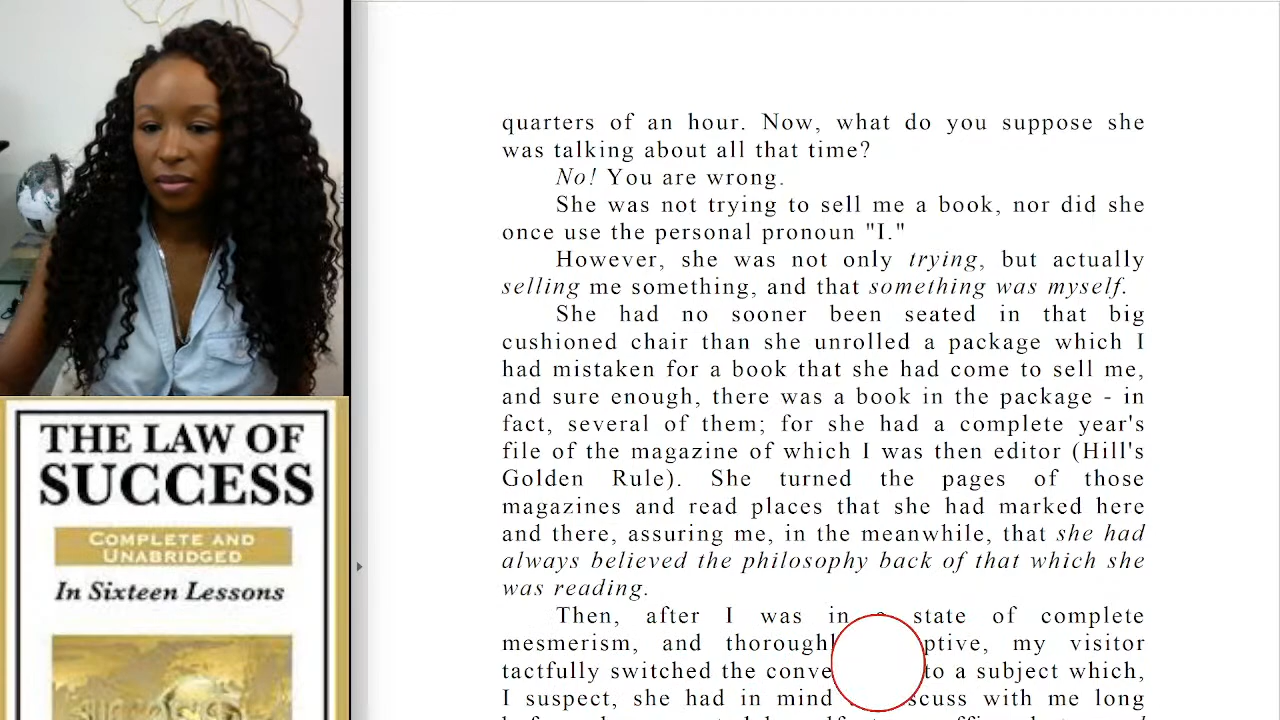 quarters of an hour. Now, what do you suppose she
was talking about all that time?
No! You are wrong.
She was not trying to sell me a book, nor did she
once use the personal pronoun "I."
However, she was not only trying, but actually
selling me something, and that something was myself.
She had no sooner been seated in that big
cushioned chair than she unrolled a package which I
had mistaken for a book that she had come to sell me,
and sure enough, there was a book in the package - in
fact, several of them; for she had a complete year's
file of the magazine of which I was then editor (Hill's
Golden Rule). She turned the pages of those
magazines and read places that she had marked here
and there, assuring me, in the meanwhile, that she had
always believed the philosophy back of that which she
was reading.
Then, after I was in a state of complete
mesmerism, and my visitor
tactfully switched the to a subject which,
I suspect, she had in mind with me long
THE LAW OF
SUCCESS
COMPLETE AND
UNABRIDGED
In Sixteen Lessons